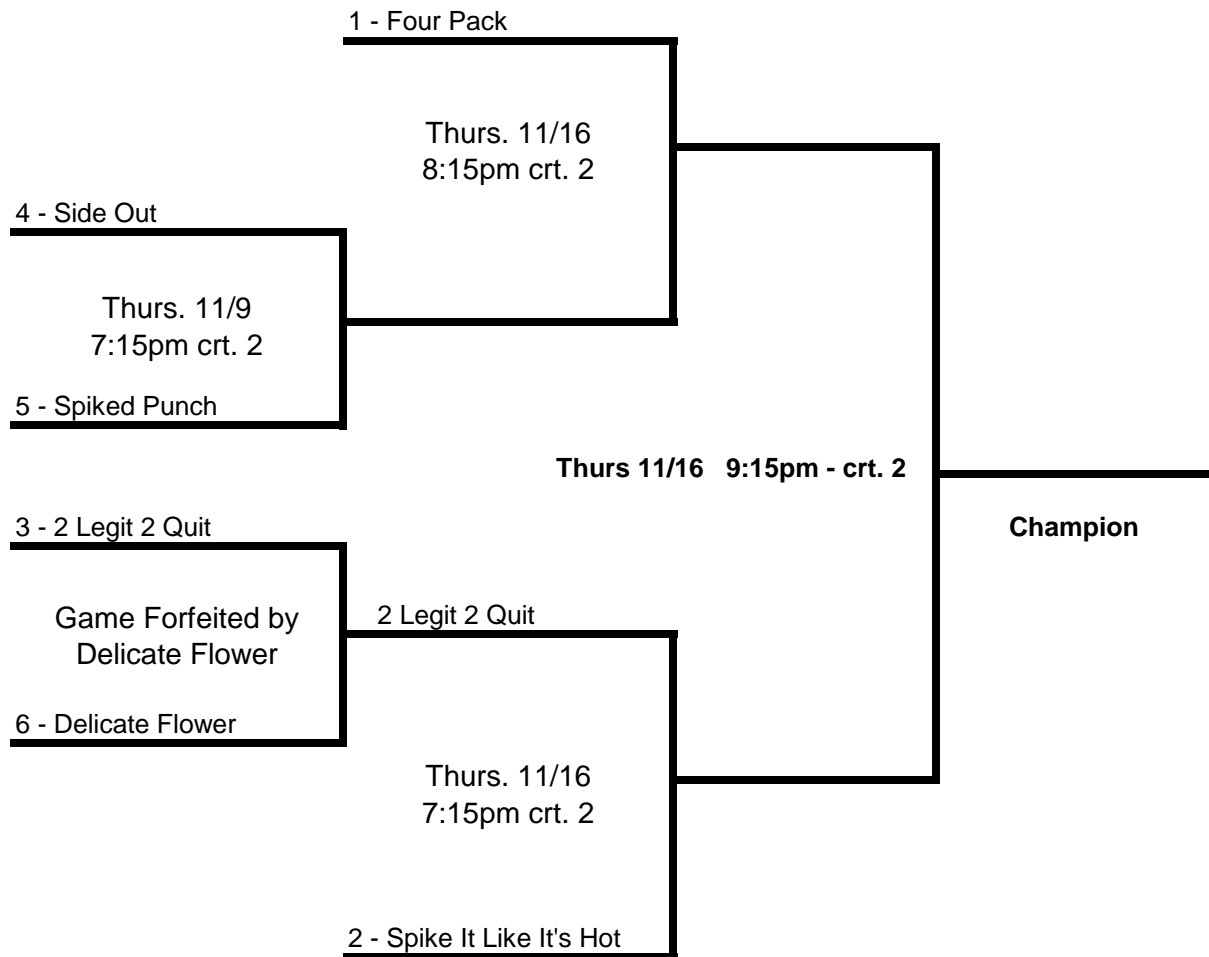 1 - Four Pack
Thurs. 11/16
8:15pm crt. 2
4 - Side Out
Thurs. 11/9
7:15pm crt. 2
5 - Spiked Punch
Thurs 11/16 9:15pm - crt. 2
Champion
3 - 2 Legit 2 Quit
Game Forfeited by
Delicate Flower
2 Legit 2 Quit
6 - Delicate Flower
Thurs. 11/16
7:15pm crt. 2
2 - Spike It Like It's Hot